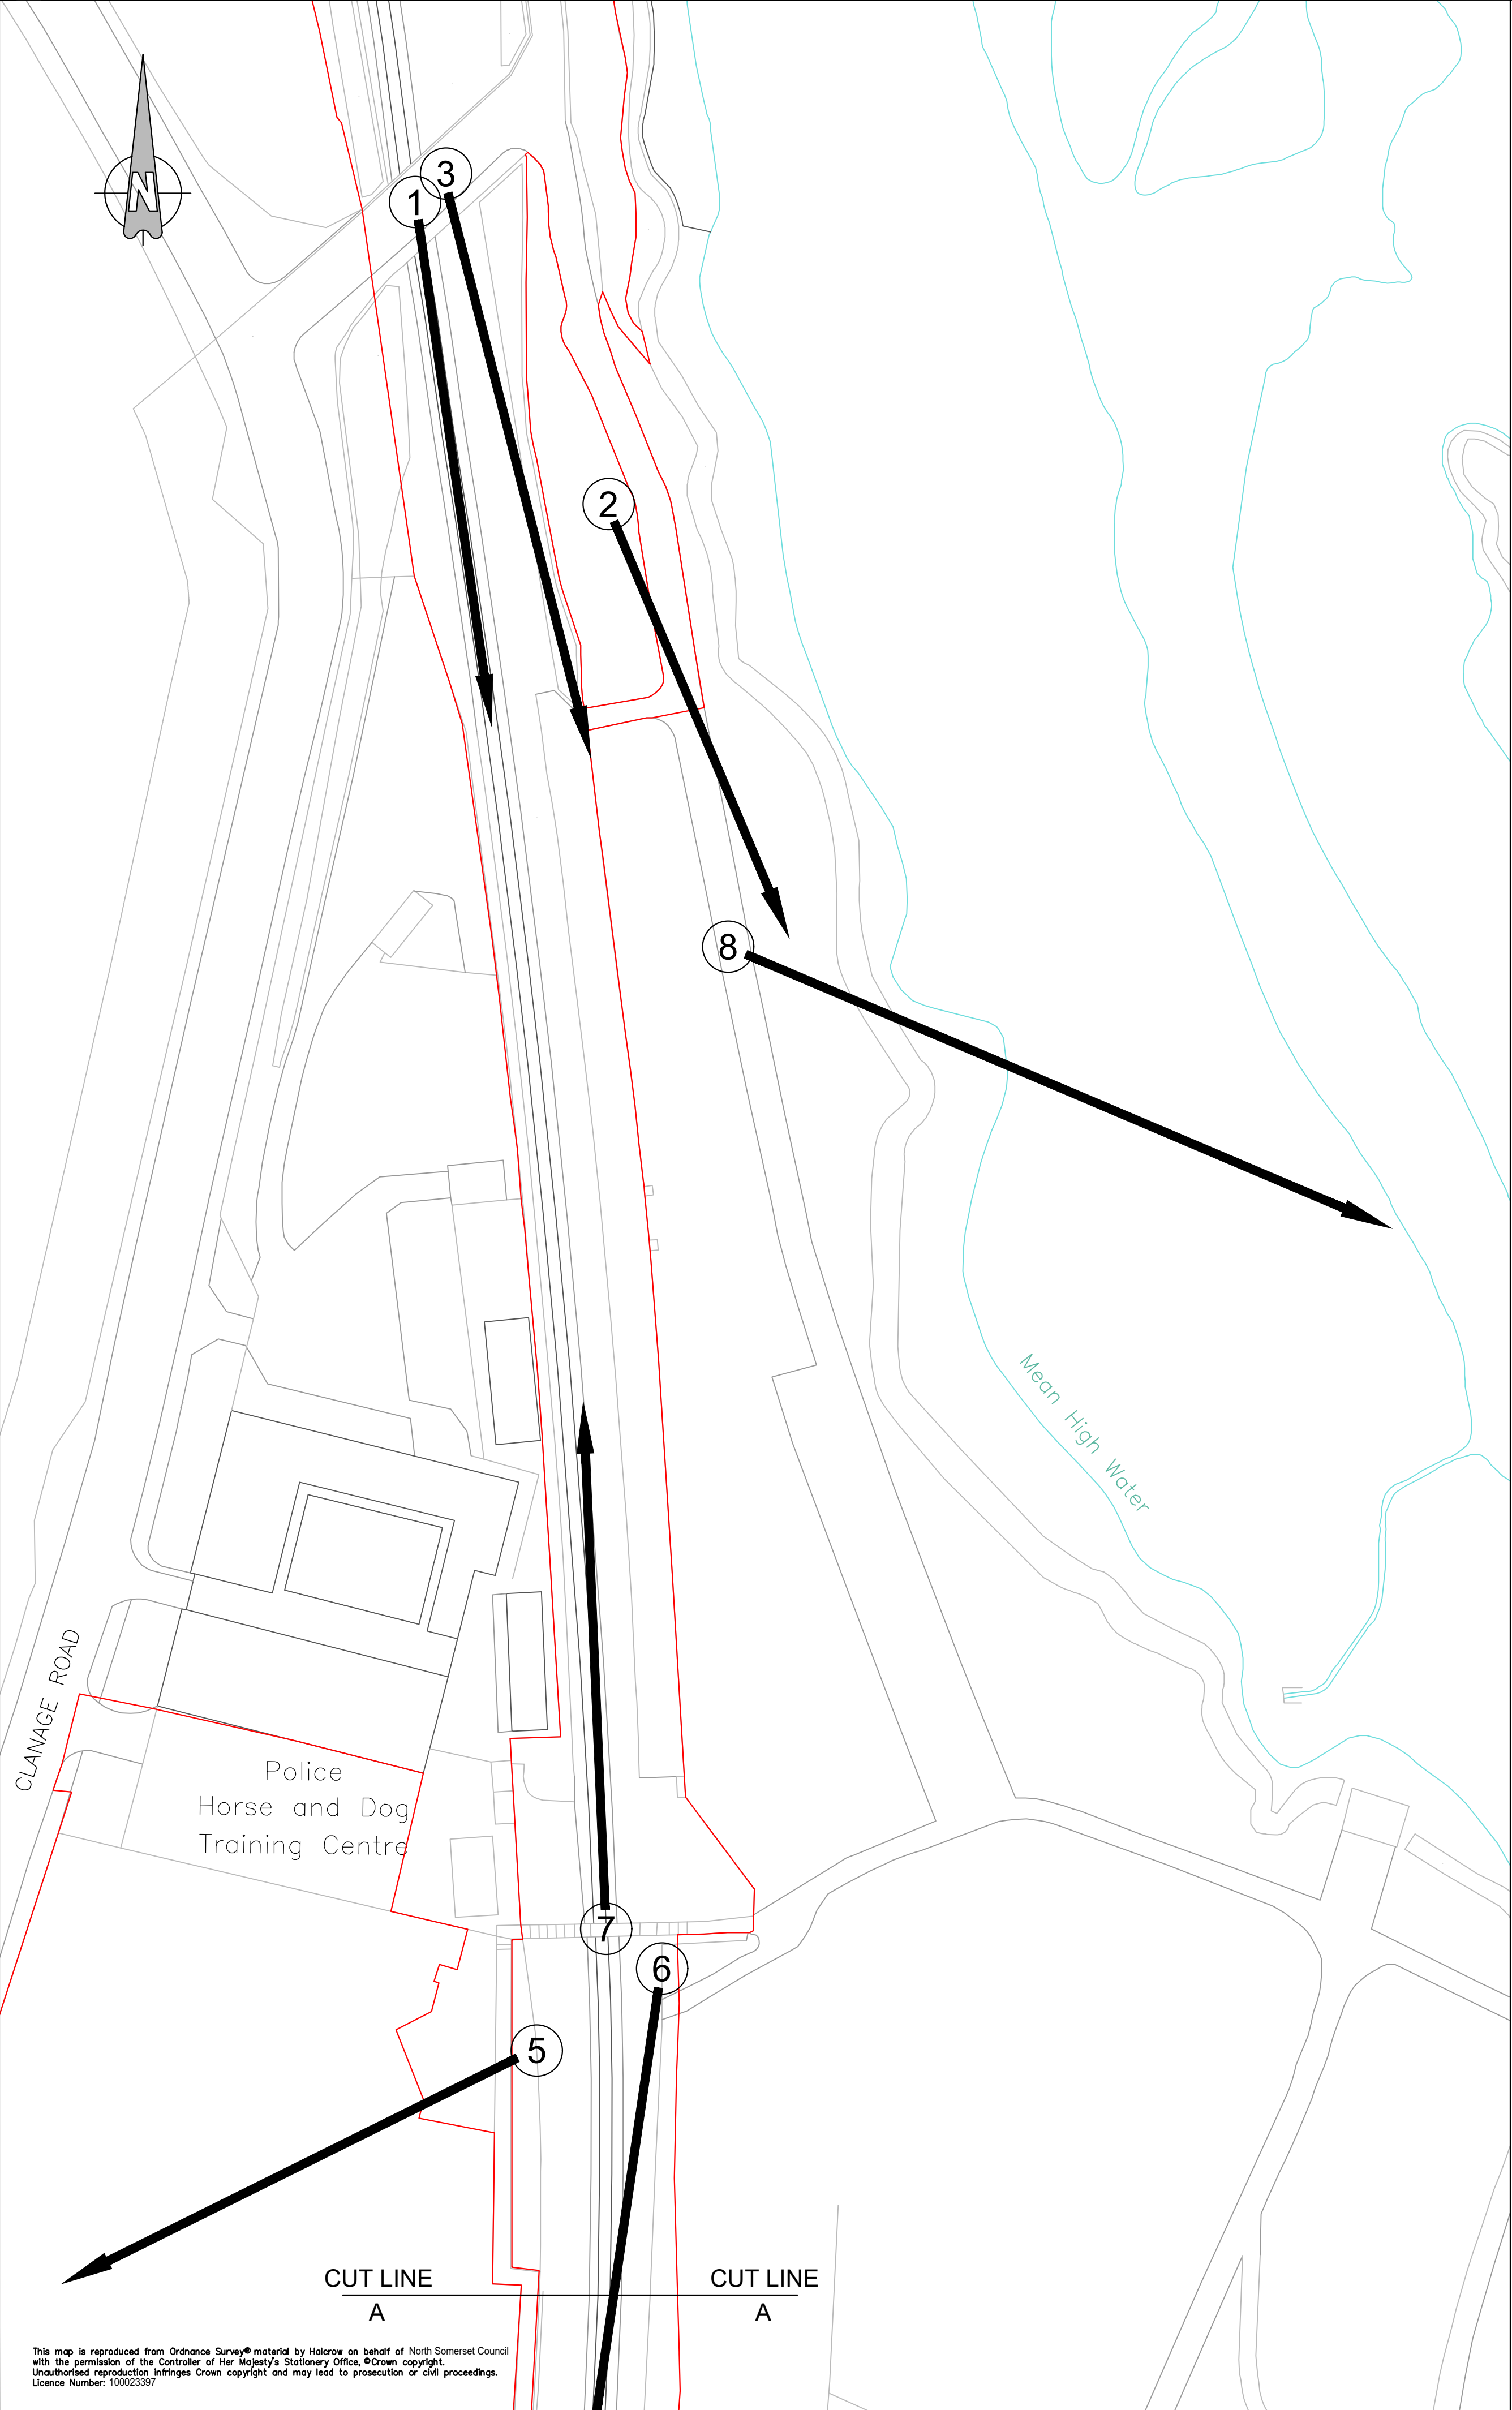 N
3
1
2
8
Mean High Water
CLANAGE ROAD
Police
Horse and Dog
Training Centre
7
6
5
CUT LINE
A
CUT LINE
A
This map is reproduced from Ordnance Survey® material by Halcrow on behalf of North Somerset Council
with the permission of the Controller of Her Majesty's Stationery Office, ©Crown copyright.
Unauthorised reproduction infringes Crown copyright and may lead to prosecution or civil proceedings.
Licence Number: 100023397